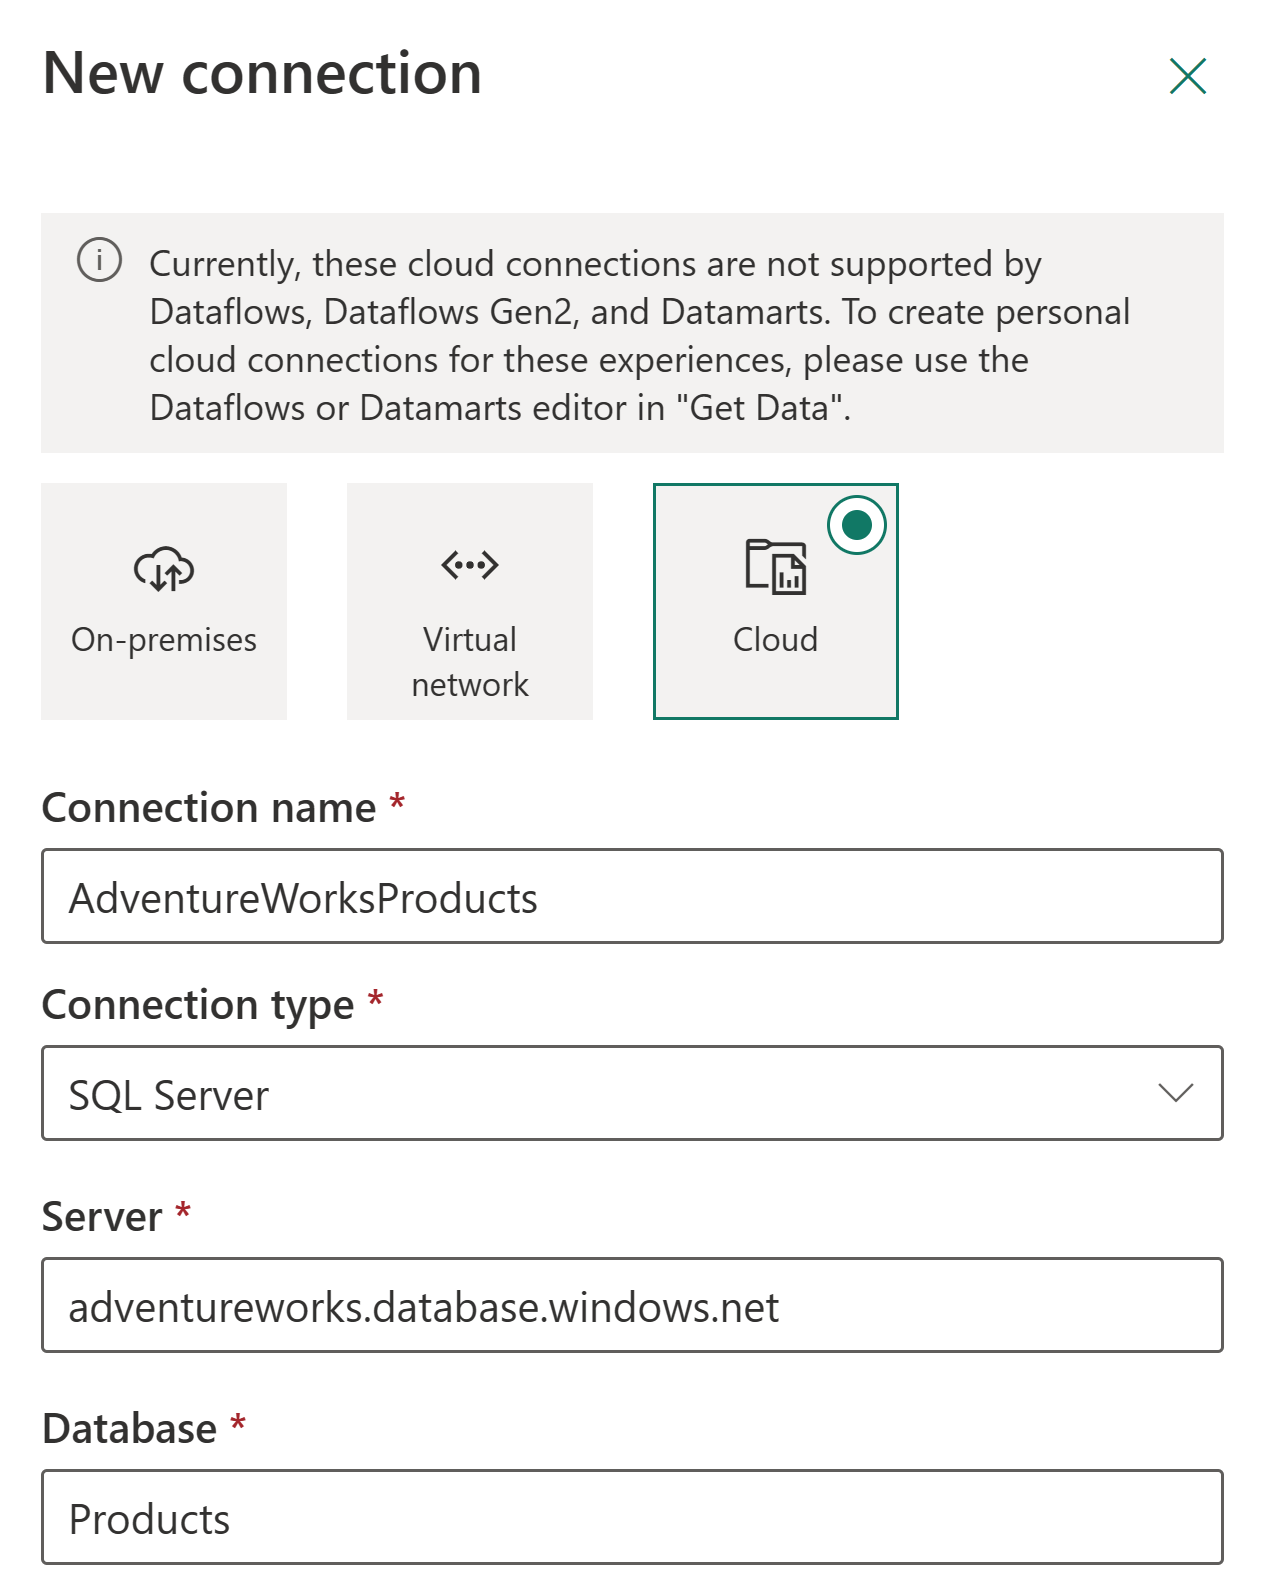 New connection
Currently, these cloud connections are not supported by
Dataflows, Dataflows Gen2, and Datamarts. To create personal
cloud connections for these experiences, please use the
Dataflows or Datamarts editor in "Get Data".
On-premises
Virtual
network
Cloud
Connection name *
AdventureWorksProducts
Connection type *
SQL Server
Server *
adventureworks.database.windows.net
Database *
Products